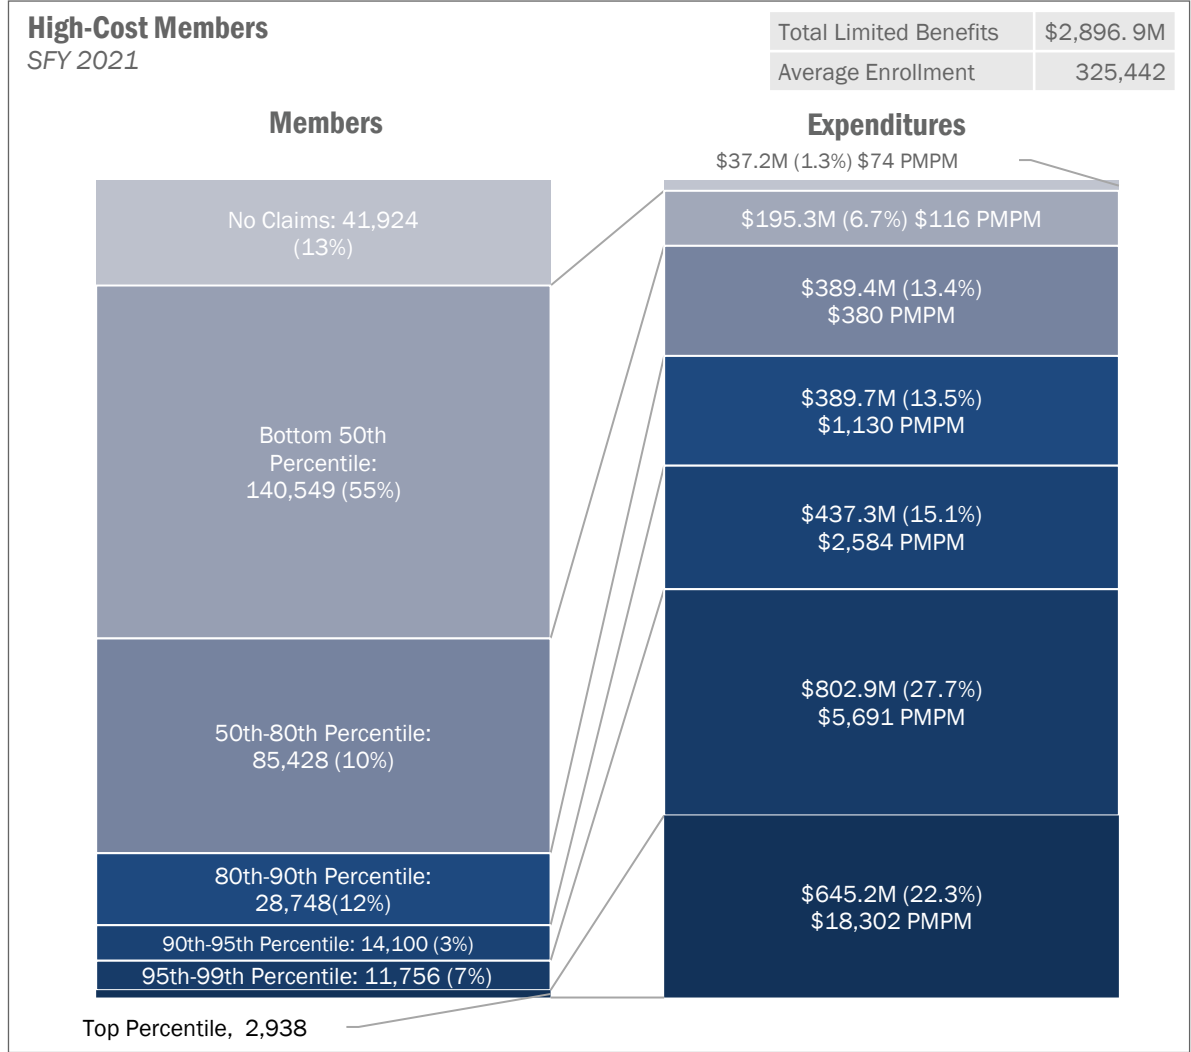 High-Cost Members
SFY 2021
Total Limited Benefits $2,896. 9M
Average Enrollment 325,442
Members
Expenditures
$37.2M (1.3%) $74 PMPM
No Claims: 41,924
(13%)
$195.3M (6.7%) $116 PMPM
$389.4M (13.4%)
$380 PMPM
$389.7M (13.5%)
$1,130 PMPM
Bottom 50th
Percentile:
140,549 (55%)
$437.3M (15.1%)
$2,584 PMPM
$802.9M (27.7%)
$5,691 PMPM
50th-80th Percentile:
85,428 (10%)
80th-90th Percentile:
28,748(12%)
$645.2M (22.3%)
$18,302 PMPM
90th-95th Percentile: 14,100 (3%)
95th-99th Percentile: 11,756 (7%)
Top Percentile, 2,938